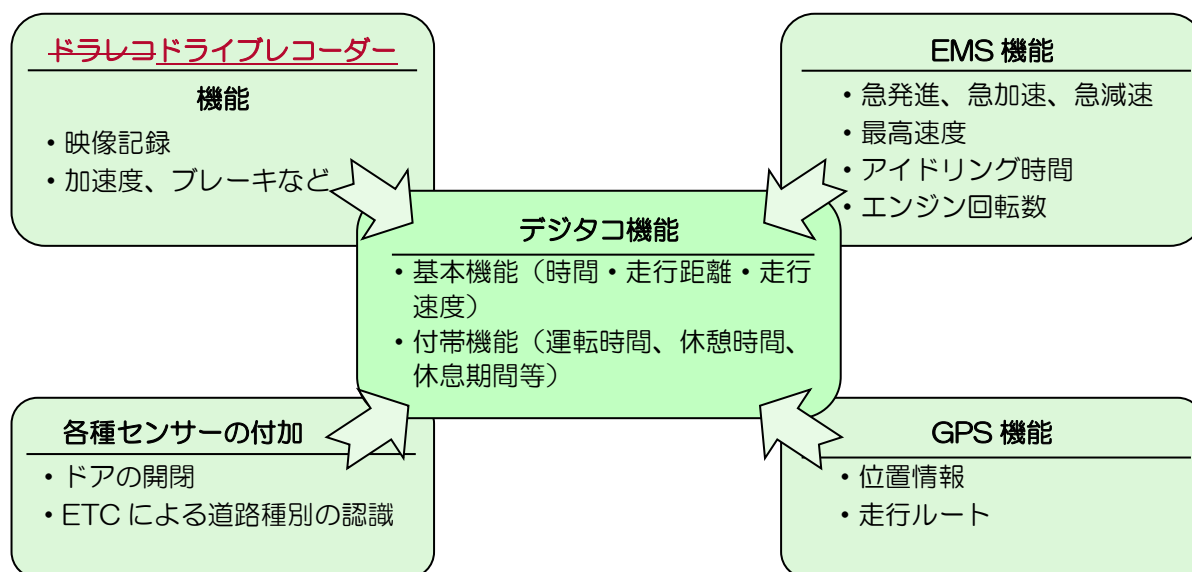 ドラレコドライブレコーダー
機能
・映像記録
・加速度、ブレーキなど
EMS 機能
・急発進、急加速、急減速
・最高速度
・アイドリング時間
・エンジン回転数
デジタコ機能
・基本機能（時間・走行距離・走行
速度）
・付帯機能（運転時間、休憩時間、
休息期間等）
各種センサーの付加
・ドアの開閉
・ETC による道路種別の認識
GPS 機能
・位置情報
・走行ルート